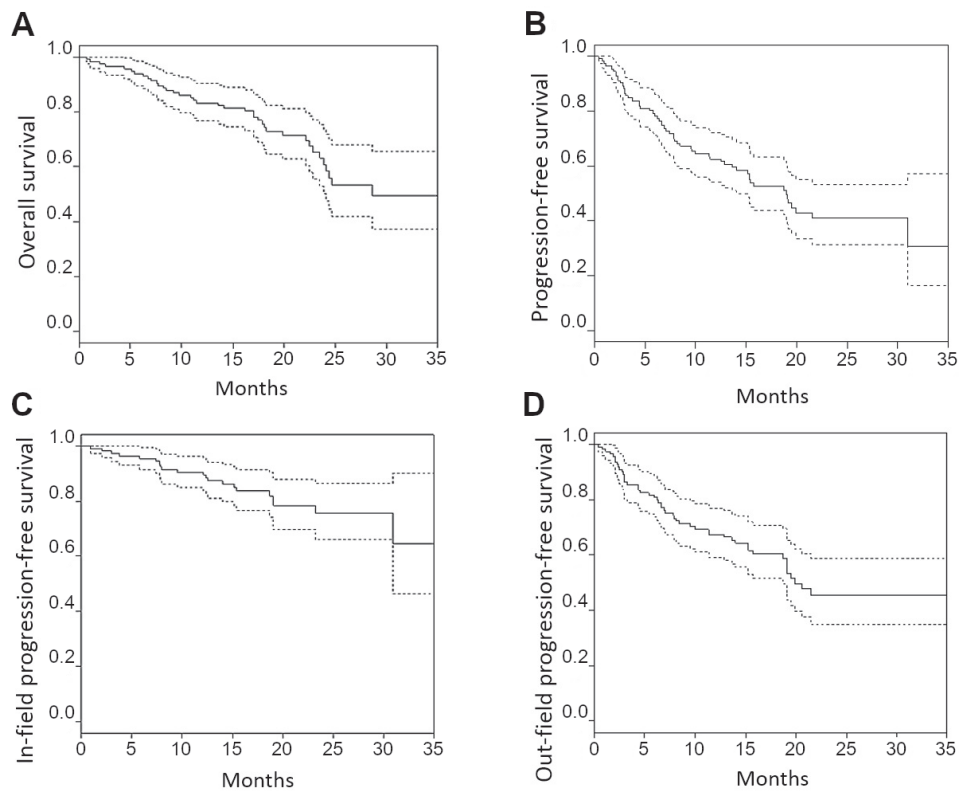 A
Overall survival
1.0
0.8
0.6
0.4
0.2
0.0
0 5 10 15 20 25 30 35
Months
B
Progression-free survival
1.0
0.8
0.6
0.4
0.2
0.0
0 5 10 15 20 25 30 35
Months
C
In-field progression-free survival
1.0
0.8
0.6
0.4
0.2
0.0
0 5 10 15 20 25 30 35
Months
D
Out-field progression-free survival
1.0
0.8
0.6
0.4
0.2
0.0
0 5 10 15 20 25 30 35
Months